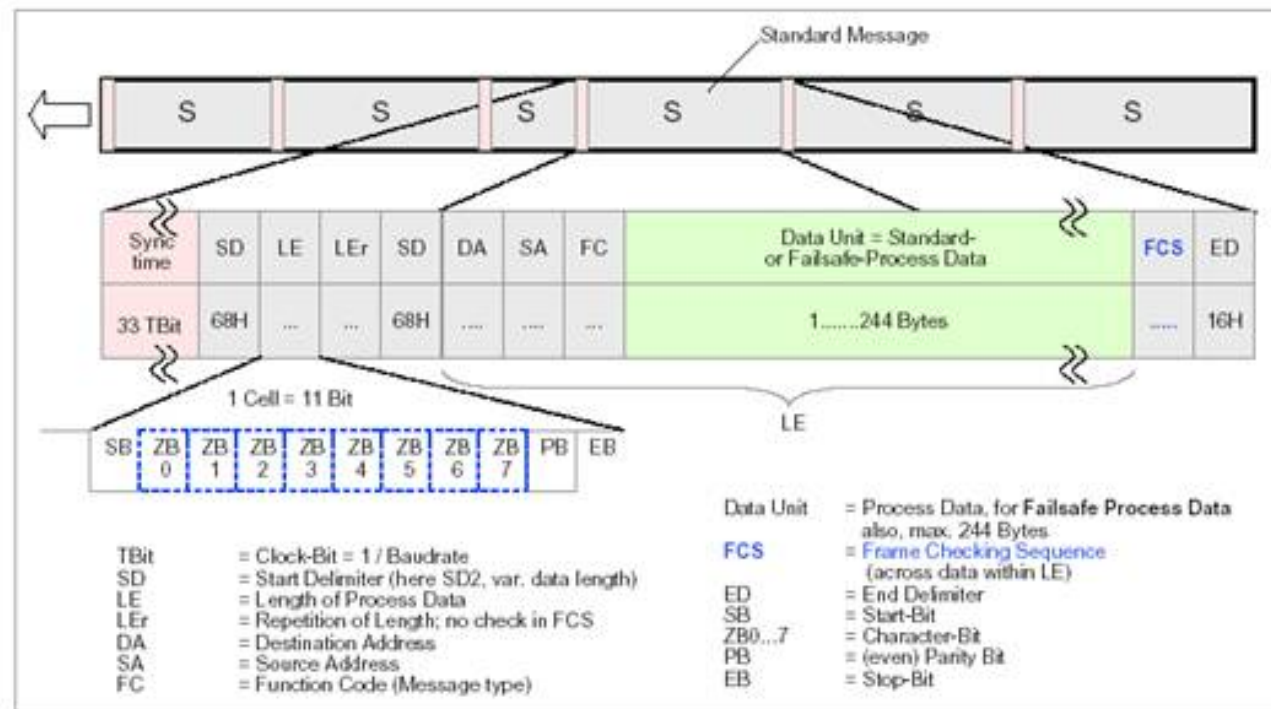 Standard Message
S S S S S S
Sync time SD LE LEr SD DA SA FC Data Unit = Standard- or Failsafe-Process Data FCS ED
33 TBit 68H ... ... 68H .... .... ... 1.......244 Bytes ..... 16H
1 Cell = 11 Bit
LE
SB ZB 0 ZB 1 ZB 2 ZB 3 ZB 4 ZB 5 ZB 6 ZB 7 PB EB
TBit = Clock-Bit = 1 / Baudrate
SD = Start Delimiter (here SD2, var. data length)
LE = Length of Process Data
LEr = Repetition of Length; no check in FCS
DA = Destination Address
SA = Source Address
FC = Function Code (Message type)
Data Unit = Process Data, for Failsafe Process Data
also, max. 244 Bytes
FCS = Frame Checking Sequence
(across data within LE)
ED = End Delimiter
SB = Start-Bit
ZB0...7 = Character-Bit
PB = (even) Parity Bit
EB = Stop-Bit